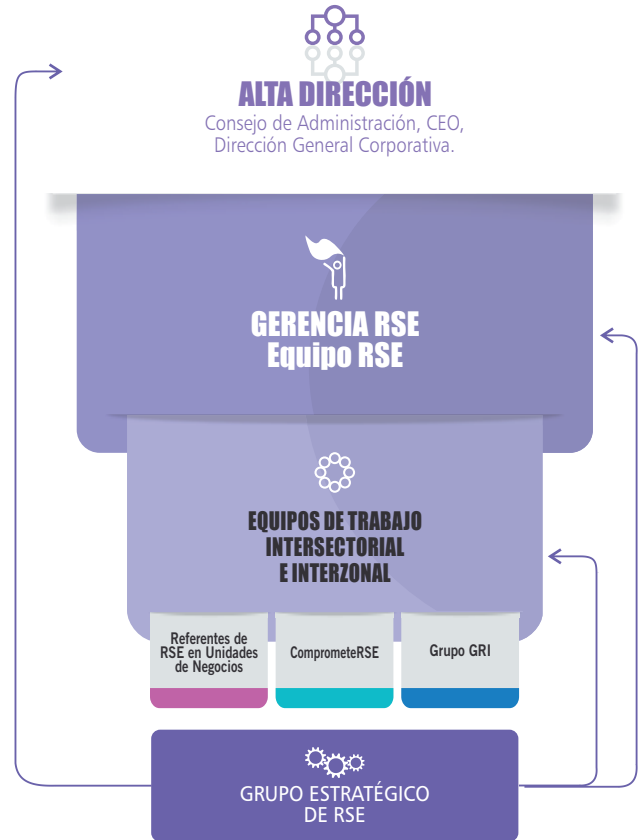 ALTA DIRECCIÓN
Consejo de Administración, CEO,
Dirección General Corporativa.
GERENCIA RSE
Equipo RSE
EQUIPOS DE TRABAJO
INTERSECTORIAL
E INTERZONAL
Referentes de
RSE en Unidades
de Negocios
ComprometeRSE
Grupo GRI
GRUPO ESTRATÉGICO
DE RSE